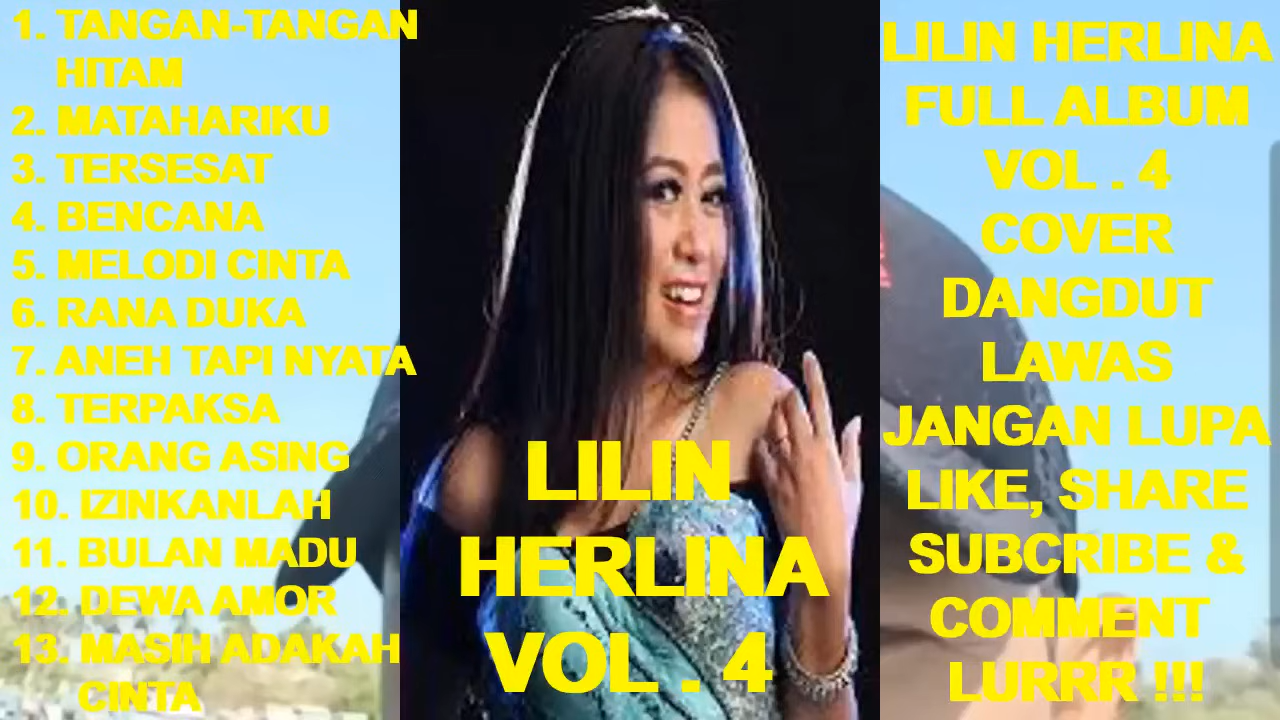 1. TANGAN-TANGAN
HITAM
2. MATAHARIKU
3. TERSESAT
4. BENCANA
5. MELODI CINTA
6. RANA DUKA
7. ANEH TAPI NYATA
8. TERPAKSA
9. ORANG ASING
10. IZINKANLAH
11. BULAN MADU
12. DEWA AMOR
13. MASIH ADAKAH
CINTA
LILIN
HERLINA
VOL . 4
LILIN HERLINA
FULL ALBUM
VOL . 4
COVER
DANGDUT
LAWAS
JANGAN LUPA
LIKE, SHARE
SUBCRIBE &
COMMENT
LURRR !!!